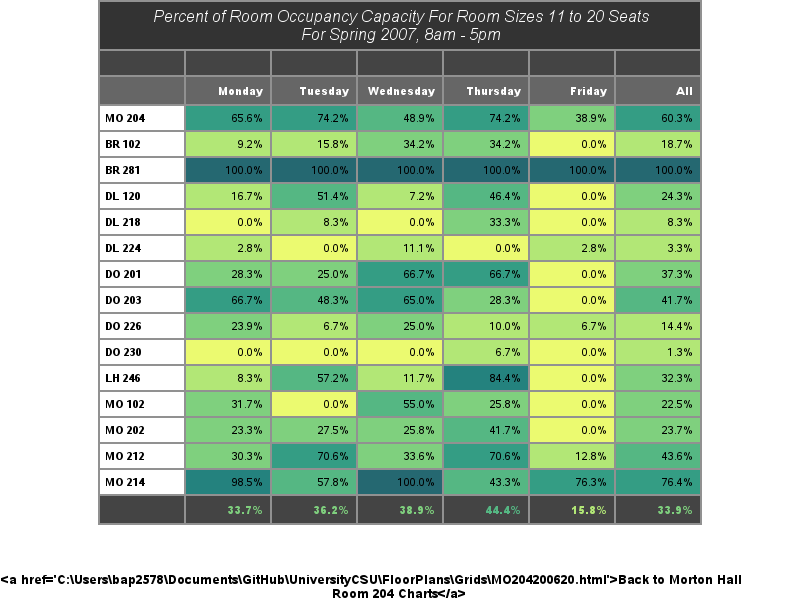 Percent of Room Occupancy Capacity For Room Sizes 11 to 20 Seats
For Spring 2007, 8am - 5pm
Monday Tuesday Wednesday Thursday Friday All
MO 204 65.6% 74.2% 48.9% 74.2% 38.9% 60.3%
BR 102 9.2% 15.8% 34.2% 34.2% 0.0% 18.7%
BR 281 100.0% 100.0% 100.0% 100.0% 100.0% 100.0%
DL 120 16.7% 51.4% 7.2% 46.4% 0.0% 24.3%
DL 218 0.0% 8.3% 0.0% 33.3% 0.0% 8.3%
DL 224 2.8% 0.0% 11.1% 0.0% 2.8% 3.3%
DO 201 28.3% 25.0% 66.7% 66.7% 0.0% 37.3%
DO 203 66.7% 48.3% 65.0% 28.3% 0.0% 41.7%
DO 226 23.9% 6.7% 25.0% 10.0% 6.7% 14.4%
DO 230 0.0% 0.0% 0.0% 6.7% 0.0% 1.3%
LH 246 8.3% 57.2% 11.7% 84.4% 0.0% 32.3%
MO 102 31.7% 0.0% 55.0% 25.8% 0.0% 22.5%
MO 202 23.3% 27.5% 25.8% 41.7% 0.0% 23.7%
MO 212 30.3% 70.6% 33.6% 70.6% 12.8% 43.6%
MO 214 98.5% 57.8% 100.0% 43.3% 76.3% 76.4%
33.7% 36.2% 38.9% 44.4% 15.8% 33.9%
<a href='C:\Users\bap2578\Documents\GitHub\UniversityCSU\FloorPlans\Grids\MO204200620.html'>Back to Morton Hall
Room 204 Charts</a>